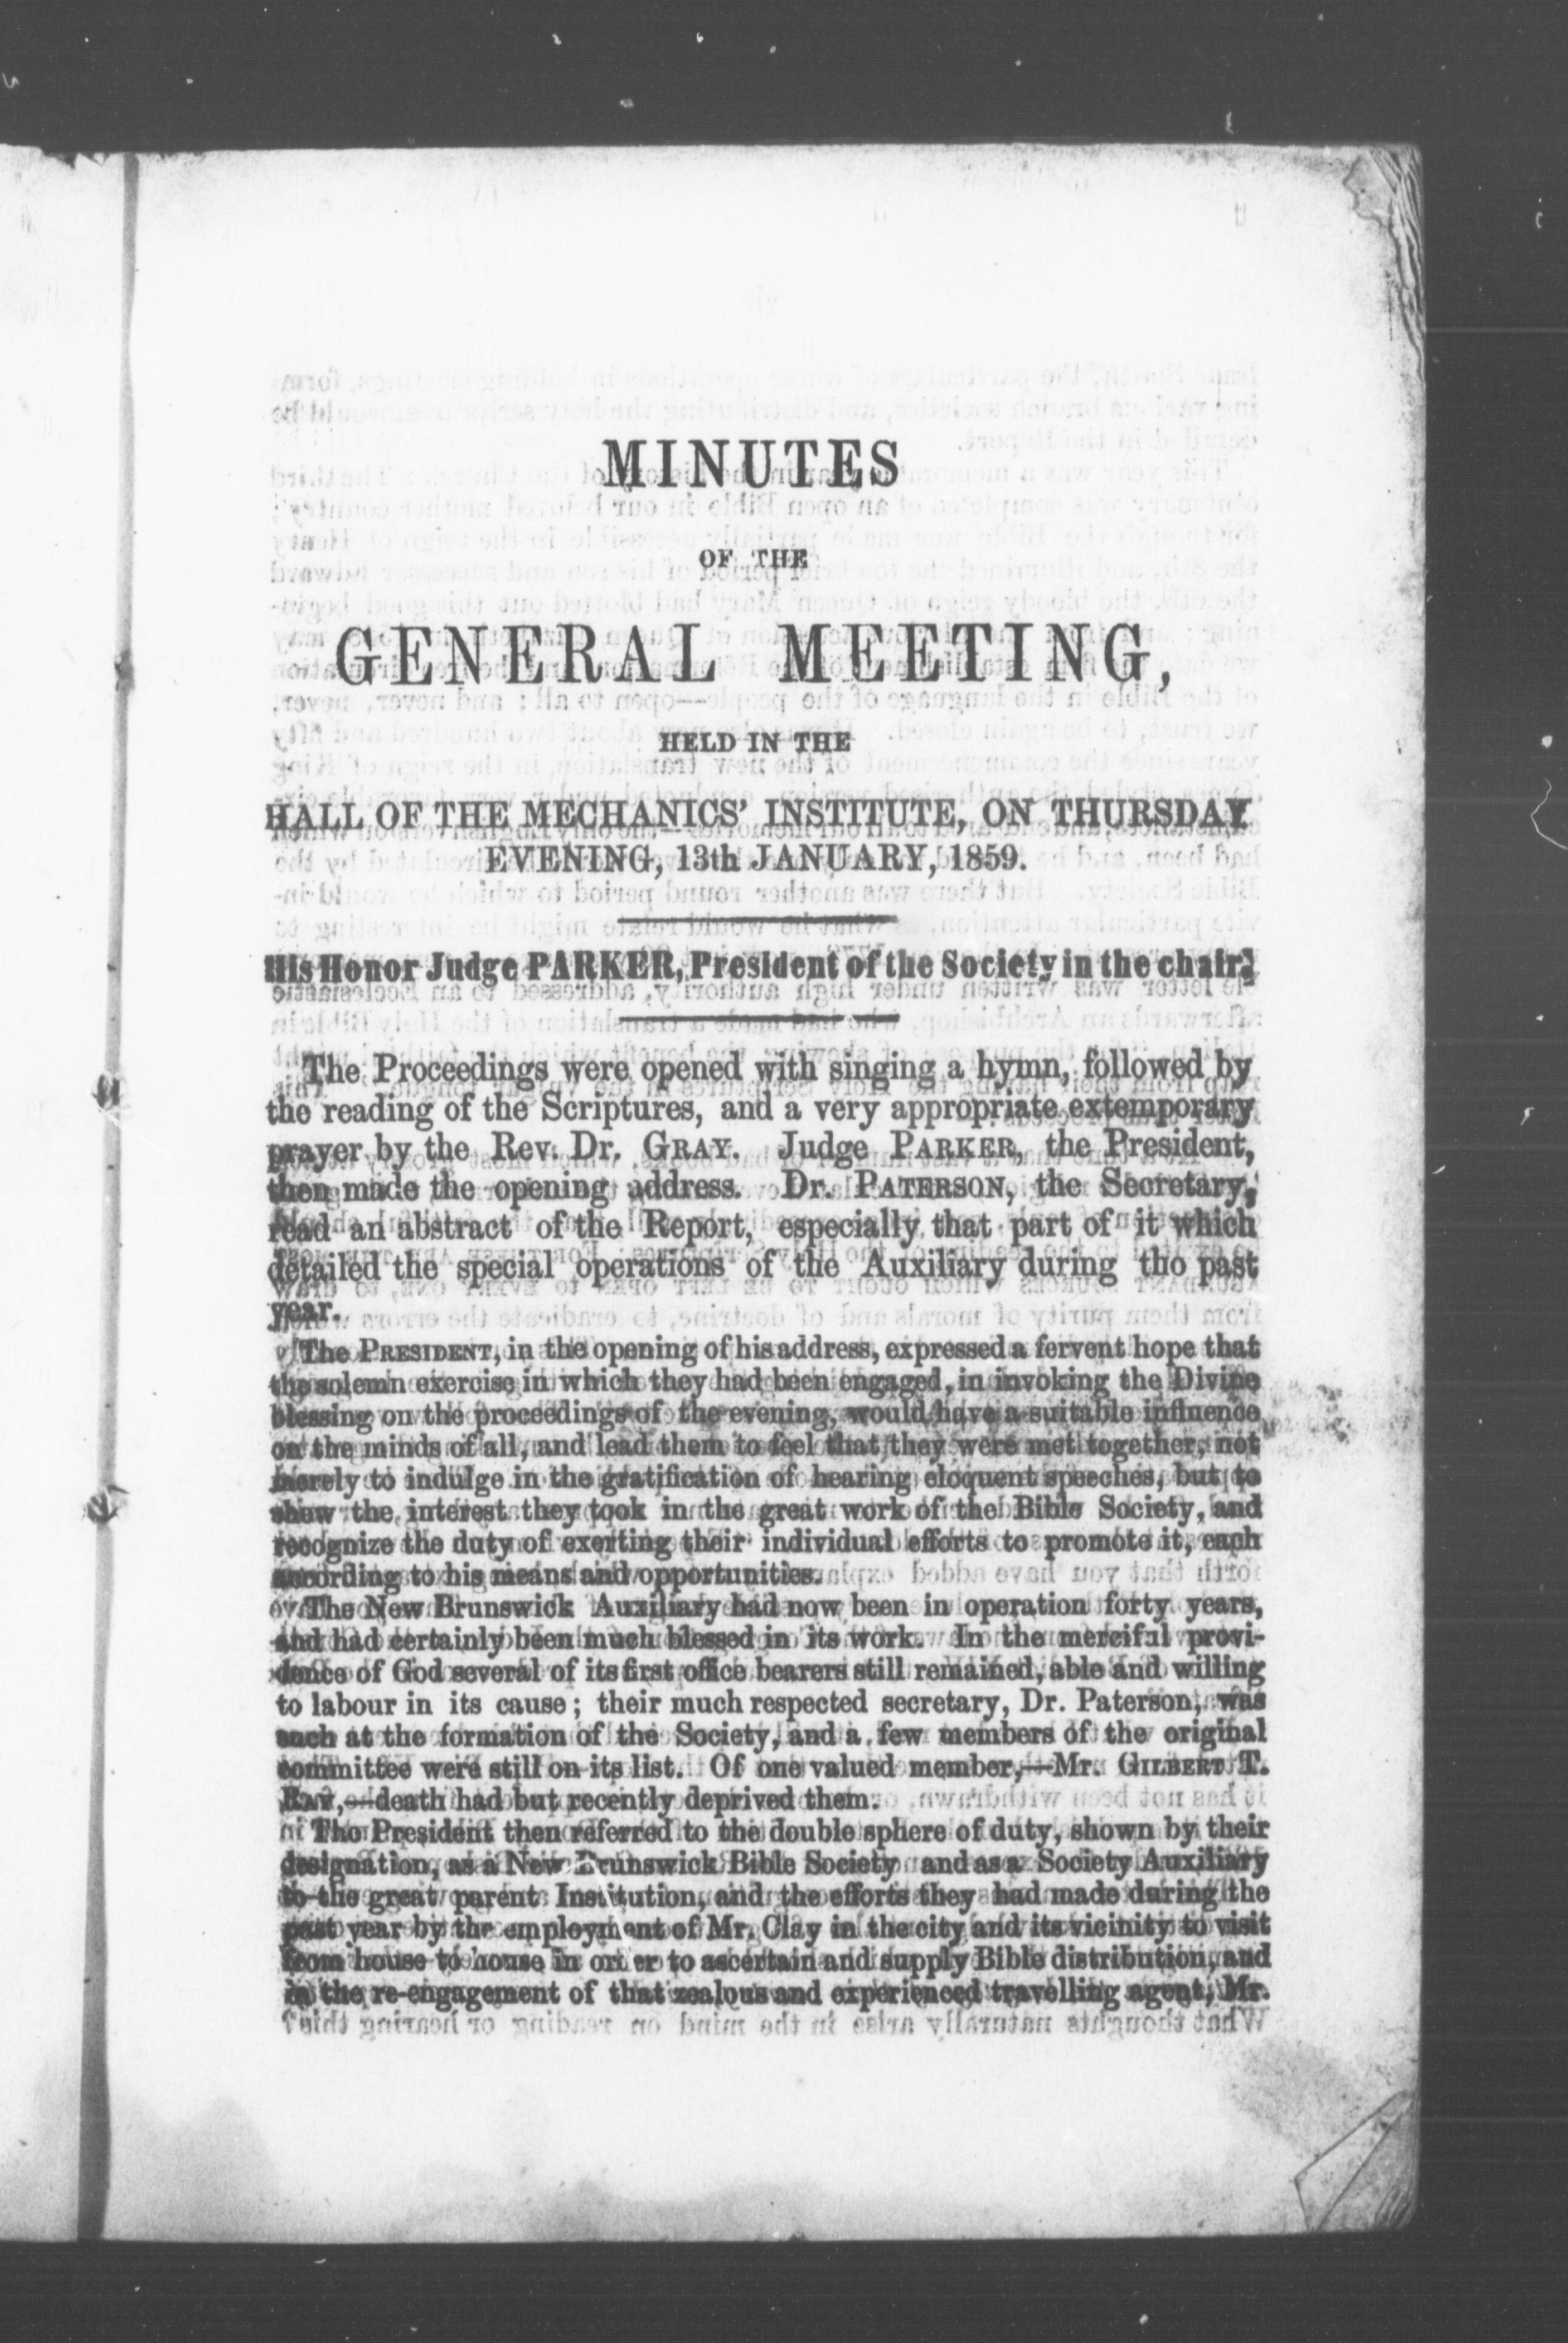 MINUTES
OF THE
GENERAL MEETING,
HELD IN THE
HALL OF THE MECHANICS' INSTITUTE, ON THURSDAY
EVENING, 13th JANUARY, 1859.
His Honor Judge PARKER, President of the Society in the chair.
The Proceedings were opened with singing a hymn, followed by
the reading of the Scriptures, and a very appropriate extemporary
prayer by the Rev. Dr. GRAY. Judge PARKER, the President,
then made the opening address. Dr. PATERSON, the Secretary,
read an abstract of the Report, especially that part of it which
detailed the special operations of the Auxiliary during tho past
year.
The PRESIDENT, in the opening of his address, expressed a fervent hope that
the solemn exercise in which they had been engaged, in invoking the Divine
blessing on the proceedings of the evening, would have a suitable influence
on the minds of all, and lead them to feel that they were met together, not
merely to indulge in the gratification of hearing eloquent speeches, but to
show the interest they took in the great work of the Bible Society, and
recognize the duty of exerting their individual efforts to promote it, each
according to his means and opportunities.
The New Brunswick Auxiliary had now been in operation forty years,
and had certainly been much blessed in its work. In the merciful provi-
dence of God several of its first office bearers still remained, able and willing
to labour in its cause; their much respected secretary, Dr. Paterson, was
such at the formation of the Society, and a few members of the original
committee were still on its list. Of one valued member,—Mr. GILBERT T.
RAY,—death had but recently deprived them.
Tho President then referred to the double sphere of duty, shown by their
designation, as a New Brunswick Bible Society and as a Society Auxiliary
to the great parent Institution, and the efforts they had made during the
past year by the employment of Mr. Clay in the city and its vicinity to visit
from house to house in or er to ascertain and supply Bible distribution, and
in the re-engagement of that zealous and experienced travelling agent, Mr.